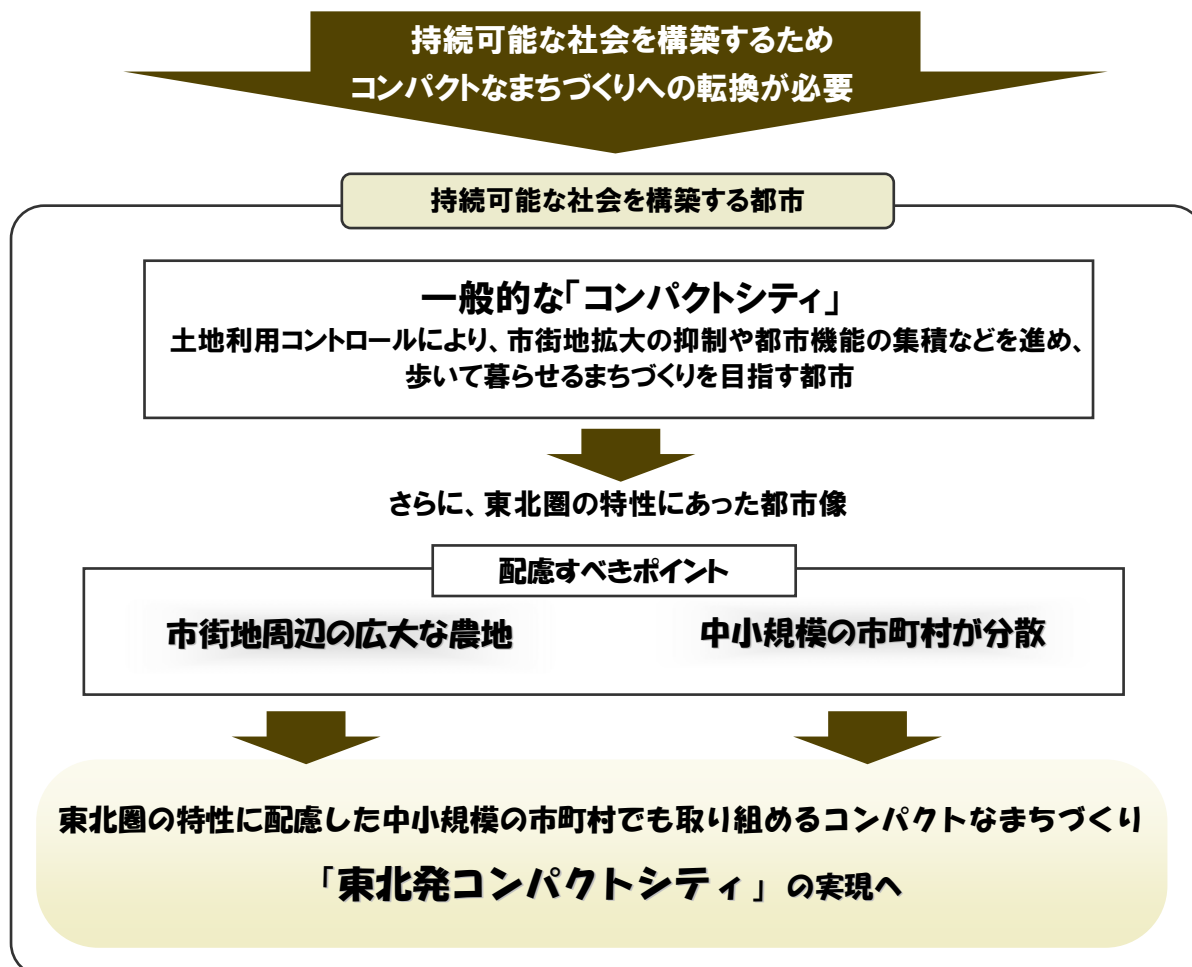 持続可能な社会を構築するため
コンパクトなまちづくりへの転換が必要
持続可能な社会を構築する都市
一般的な「コンパクトシティ」
土地利用コントロールにより、市街地拡大の抑制や都市機能の集積などを進め、
歩いて暮らせるまちづくりを目指す都市
さらに、東北圏の特性にあった都市像
配慮すべきポイント
市街地周辺の広大な農地
中小規模の市町村が分散
東北圏の特性に配慮した中小規模の市町村でも取り組めるコンパクトなまちづくり
「東北発コンパクトシティ」の実現へ